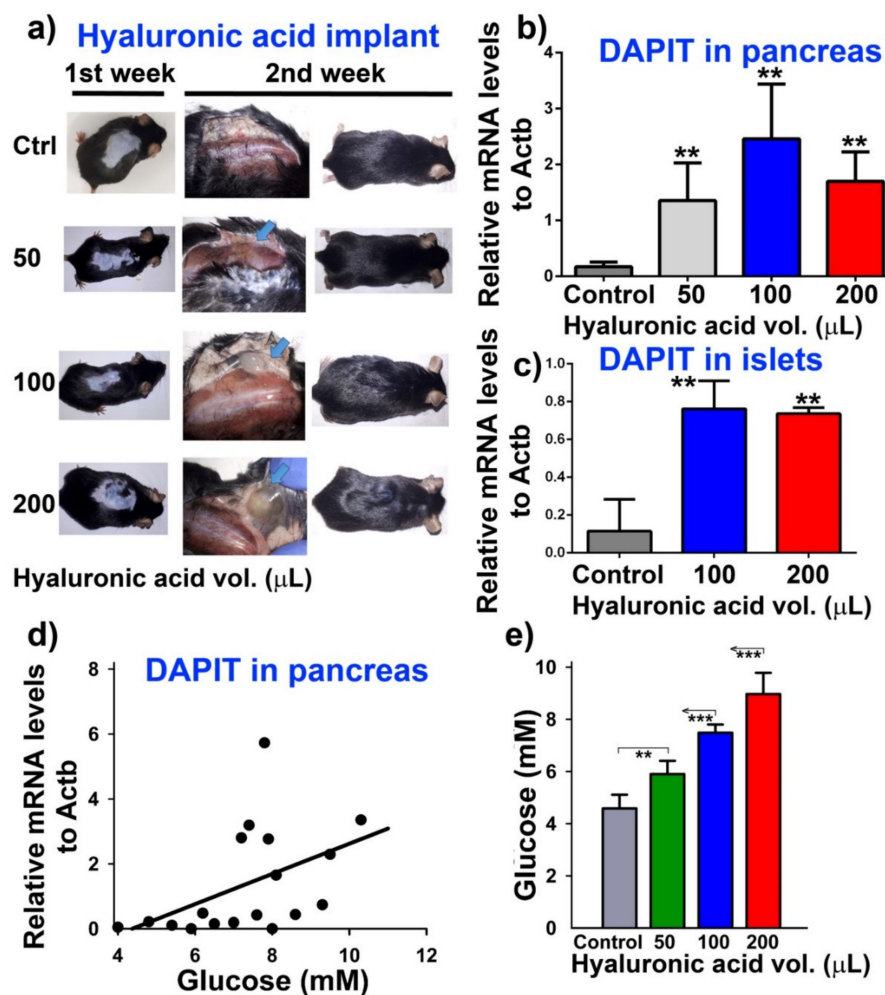 a) Hyaluronic acid implant
1st week 2nd week
Ctrl
50
100
200
Hyaluronic acid vol. (μL)
b) DAPIT in pancreas
Relative mRNA levels
to Actb
4
3
2
1
0
**
**
**
Control 50 100 200
Hyaluronic acid vol. (μL)
c) DAPIT in islets
Relative mRNA levels
to Actb
1.0
0.8
0.6
0.4
0.2
0.0
**
**
Control 100 200
Hyaluronic acid vol. (μL)
d)
DAPIT in pancreas
Relative mRNA levels
to Actb
8
6
4
2
0
4 6 8 10 12
Glucose (mM)
e)
Glucose (mM)
10
8
6
4
2
0
**
***
***
Control 50 100 200
Hyaluronic acid vol. (μL)